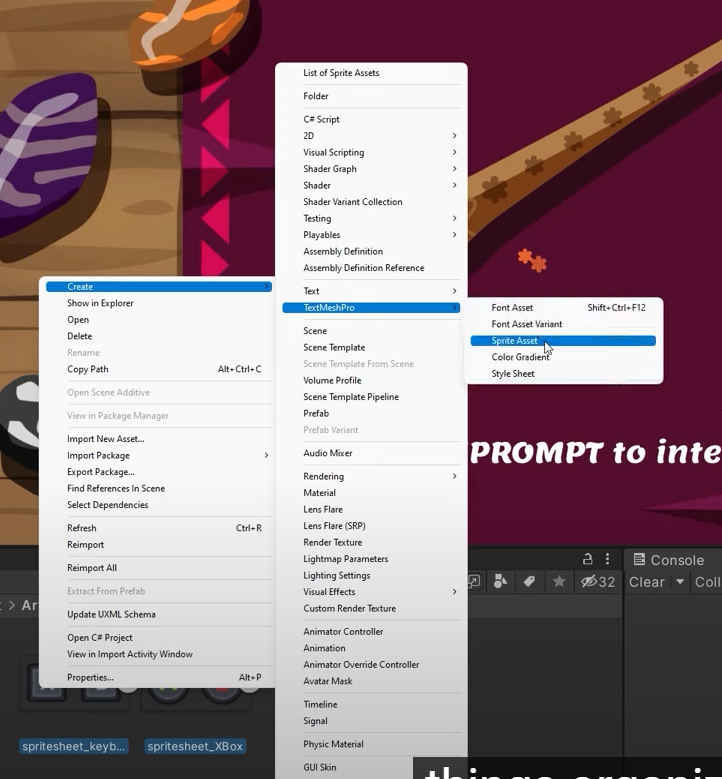 List of Sprite Assets
Folder
C# Script
2D
Visual Scripting
Shader Graph
Shader
Shader Variant Collection
Testing
Playables
Assembly Definition
Assembly Definition Reference
Text
TextMeshPro
Scene
Scene Template
Scene Template From Scene
Volume Profile
Scene Template Pipeline
Prefab
Prefab Variant
Audio Mixer
Rendering
Material
Lens Flare
Lens Flare (SRP)
Render Texture
Lightmap Parameters
Lighting Settings
Visual Effects
Custom Render Texture
Animator Controller
Animation
Animator Override Controller
Avatar Mask
Timeline
Signal
Physic Material
GUI Skin
Create
Show in Explorer
Open
Delete
Rename
Copy Path Alt+Ctrl+C
Open Scene Additive
View in Package Manager
Import New Asset...
Import Package
Export Package...
Find References In Scene
Select Dependencies
Refresh Ctrl+R
Reimport
Reimport All
Extract From Prefab
Update UXML Schema
Open C# Project
View in Import Activity Window
Properties... Alt+P
Font Asset Shift+Ctrl+F12
Font Asset Variant
Sprite Asset
Color Gradient
Style Sheet
PROMPT to inte
Console
32
Clear
Coll
> Ar
spritesheet_keyb... spritesheet_XBox